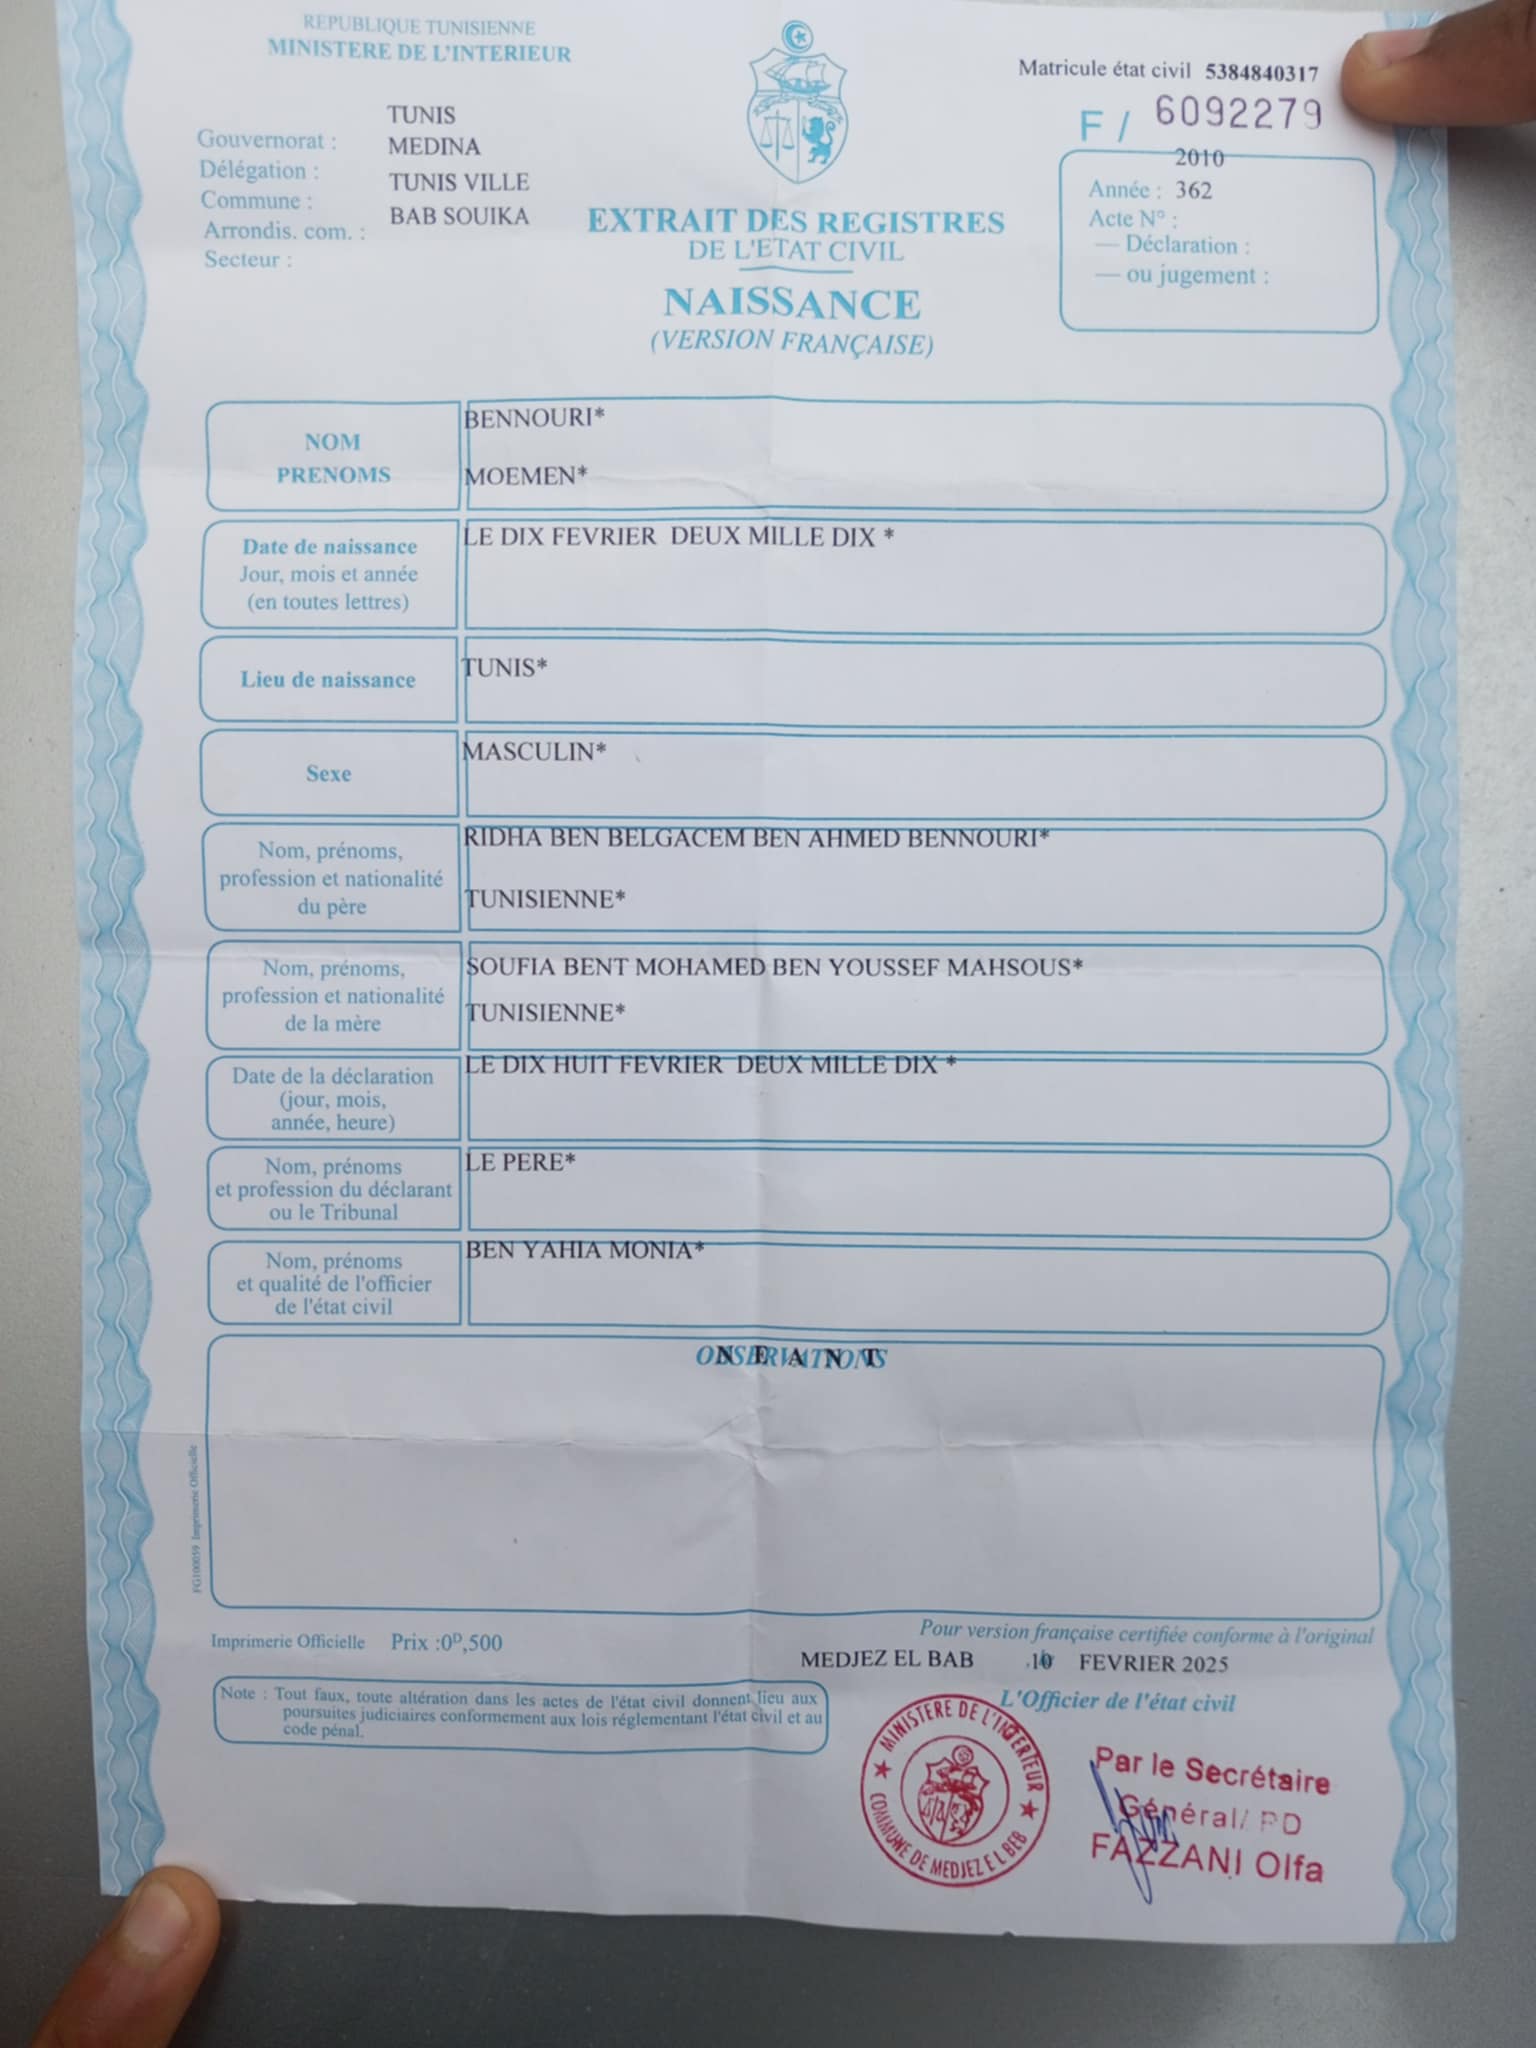 REPUBLIQUE TUNISIENNE
MINISTERE DE L'INTERIEUR
Matricule état civil 5384840317
F / 6092279
Gouvernorat : TUNIS
Délégation : MEDINA
Commune : TUNIS VILLE
Arrondis. com. : BAB SOUIKA
Secteur :
2010
Année : 362
Acte N° :
— Déclaration :
— ou jugement :
EXTRAIT DES REGISTRES
DE L'ETAT CIVIL
NAISSANCE
(VERSION FRANÇAISE)
NOM
PRENOMS
BENNOURI*
MOEMEN*
Date de naissance
Jour, mois et année
(en toutes lettres)
LE DIX FEVRIER DEUX MILLE DIX *
Lieu de naissance
TUNIS*
Sexe
MASCULIN*
Nom, prénoms,
profession et nationalité
du père
RIDHA BEN BELGACEM BEN AHMED BENNOURI*
TUNISIENNE*
Nom, prénoms,
profession et nationalité
de la mère
SOUFIA BENT MOHAMED BEN YOUSSEF MAHSOUS*
TUNISIENNE*
Date de la déclaration
(jour, mois,
année, heure)
LE DIX HUIT FEVRIER DEUX MILLE DIX *
Nom, prénoms
et profession du déclarant
ou le Tribunal
LE PERE*
Nom, prénoms
et qualité de l'officier
de l'état civil
BEN YAHIA MONIA*
OBSERVATIONS
N E A N T
FG100059 Imprimerie Officielle
Imprimerie Officielle Prix :0ᴰ,500
Pour version française certifiée conforme à l'original
MEDJEZ EL BAB 10 FEVRIER 2025
L'Officier de l'état civil
Note : Tout faux, toute altération dans les actes de l'état civil donnent lieu aux
poursuites judiciaires conformement aux lois réglementant l'état civil et au
code pénal.
MINISTERE DE L'INTERIEUR
COMMUNE DE MEDJEZ EL BEB
Par le Secrétaire
Général/ PD
FAZZANI Olfa